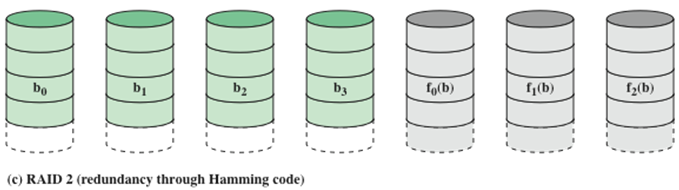 b0 b1 b2 b3 f0(b) f1(b) f2(b)
(c) RAID 2 (redundancy through Hamming code)